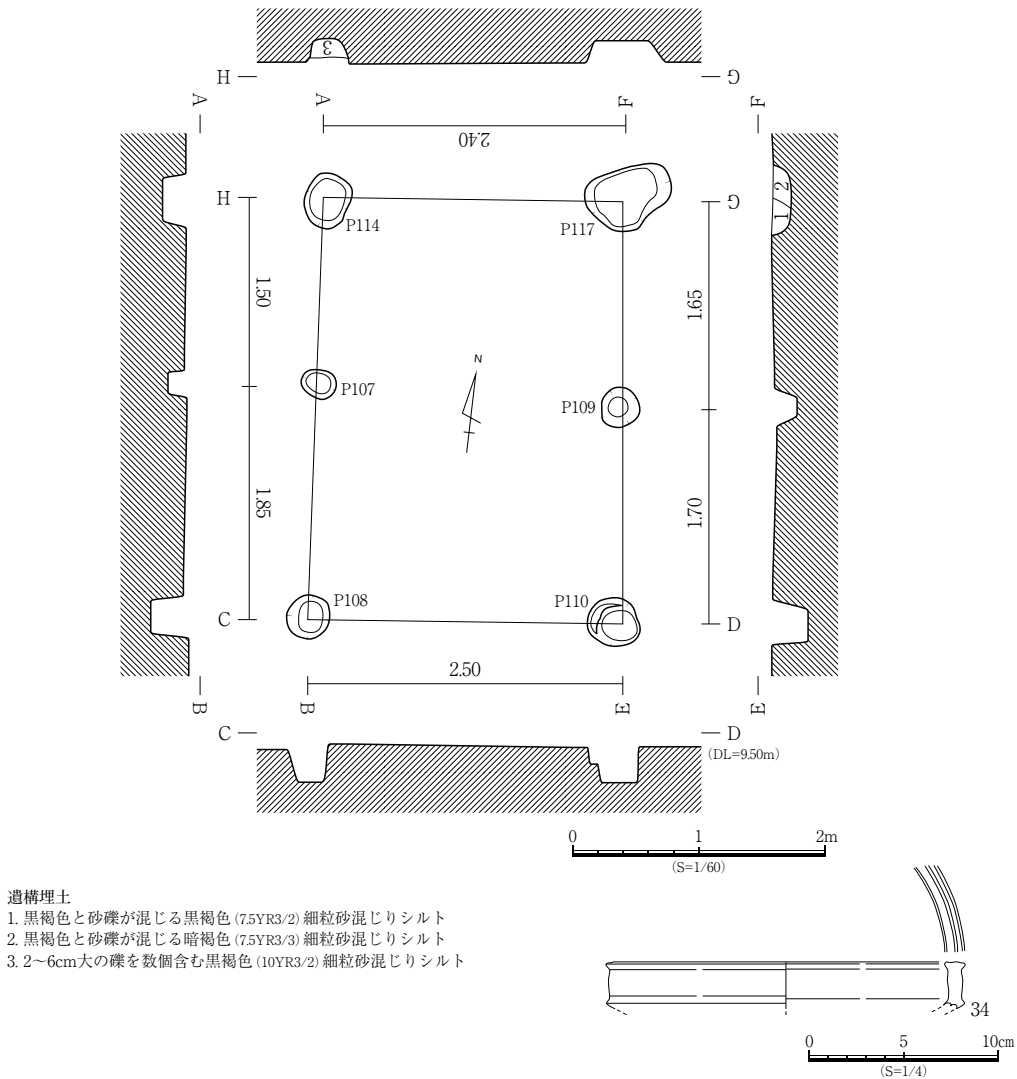 3
H
G
A
A
F
F
2.40
H
G
P114
P117
1.50
1.65
N
P107
P109
1.85
1.70
P108
P110
C
D
2.50
B
B
E
E
C
D
(DL=9.50m)
1
2
0 1 2m
(S=1/60)
遺構埋土
1. 黒褐色と砂礫が混じる黒褐色(7.5YR3/2)細粒砂混じりシルト
2. 黒褐色と砂礫が混じる暗褐色(7.5YR3/3)細粒砂混じりシルト
3. 2〜6cm大の礫を数個含む黒褐色(10YR3/2)細粒砂混じりシルト
34
0 5 10cm
(S=1/4)